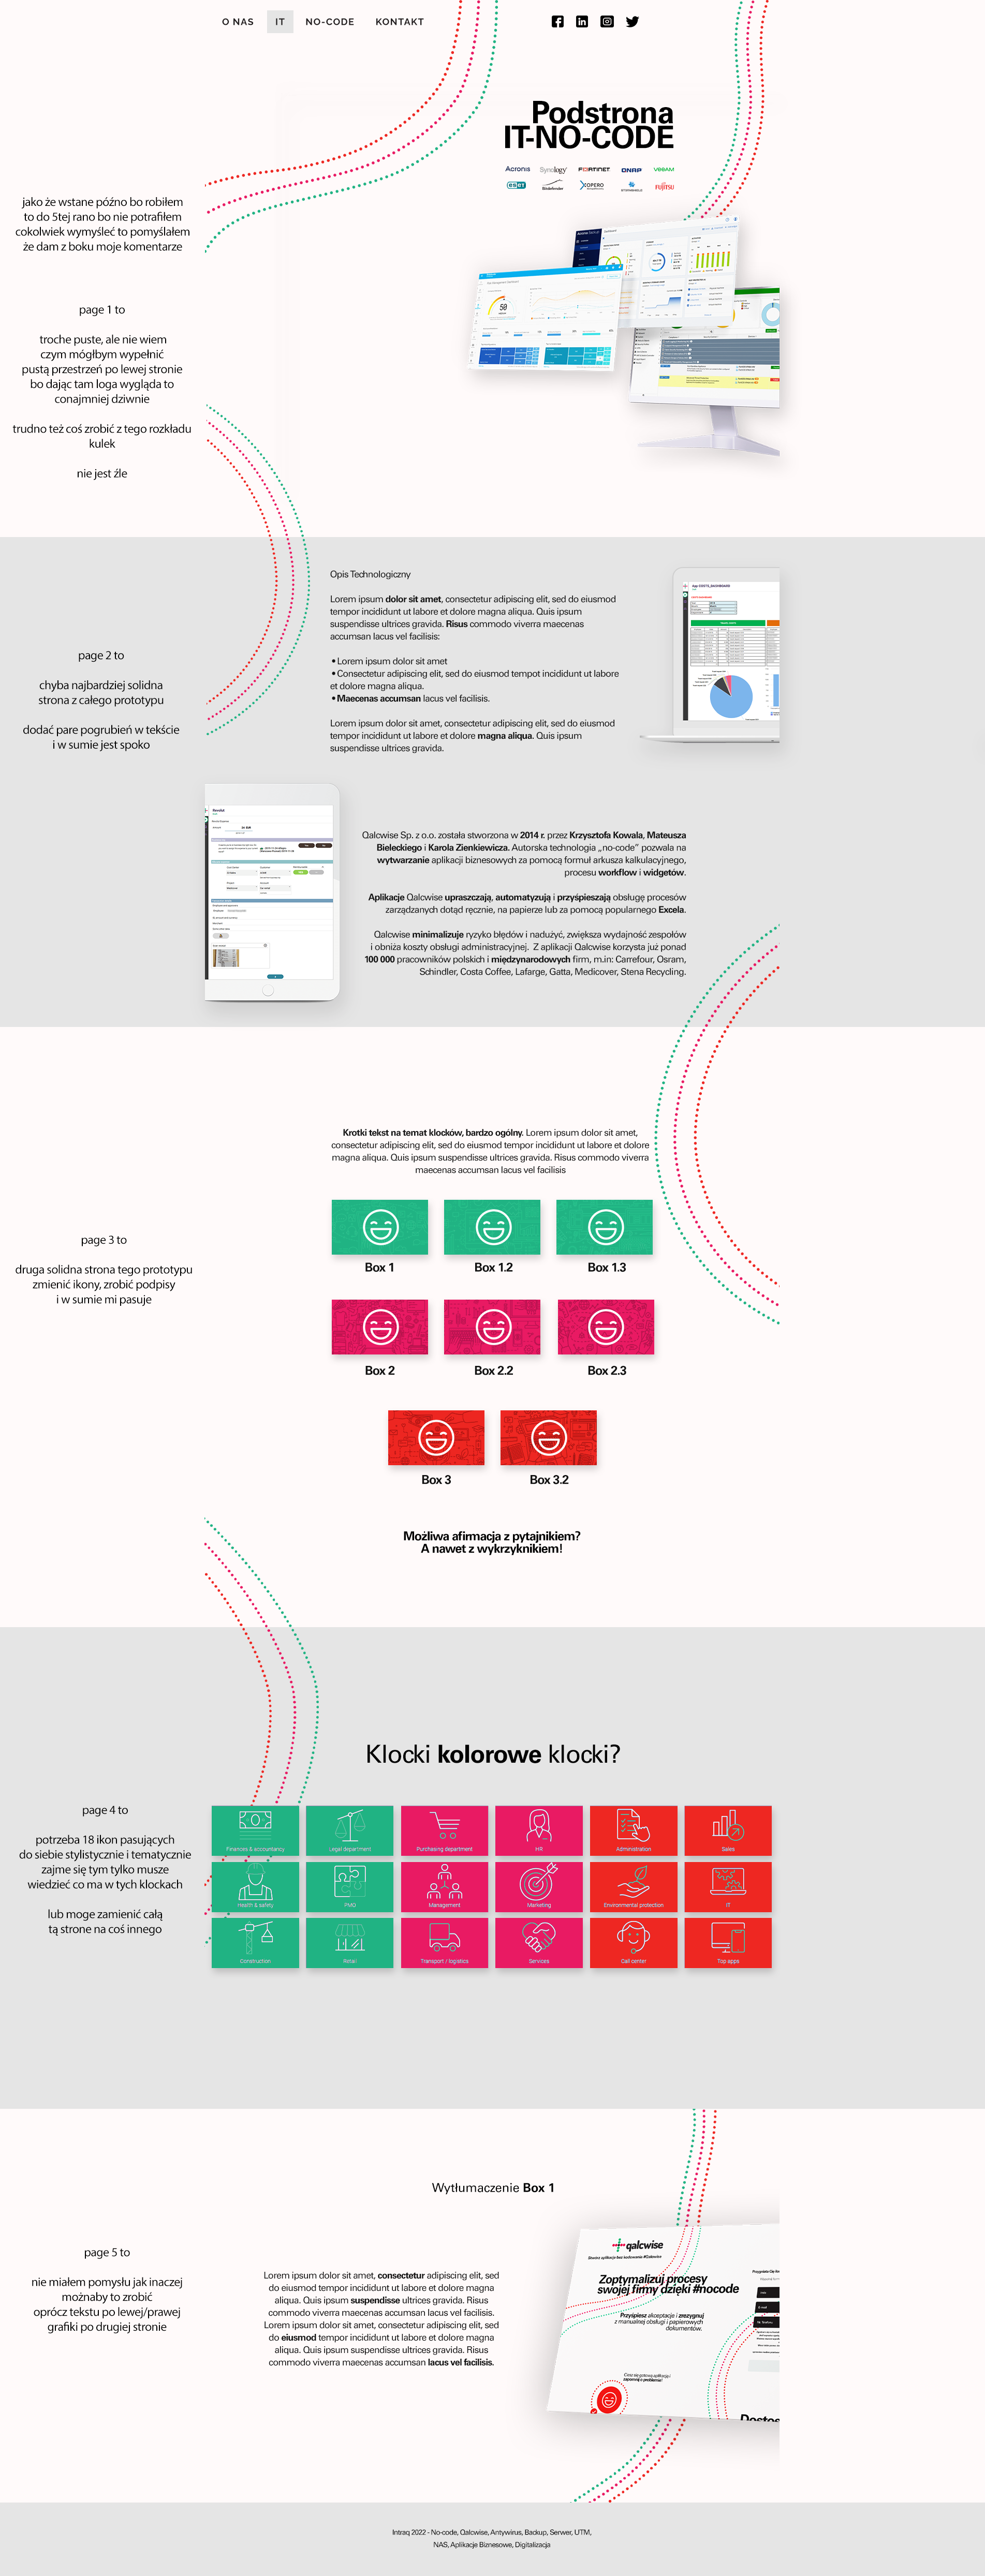 O NAS IT NO-CODE KONTAKT
Podstrona
IT-NO-CODE
Acronis Synology FORTINET QNAP VEEAM
eseT Bitdefender XOPERO STORMSHIELD FUJITSU
jako że wstane późno bo robiłem
to do 5tej rano bo nie potrafiłem
cokolwiek wymyśleć to pomyślałem
że dam z boku moje komentarze
page 1 to
troche puste, ale nie wiem
czym mógłbym wypełnić
pustą przestrzeń po lewej stronie
bo dając tam loga wygląda to
conajmniej dziwnie
trudno też coś zrobić z tego rozkładu
kulek
nie jest źle
50
Opis Technologiczny
Lorem ipsum dolor sit amet, consectetur adipiscing elit, sed do eiusmod
tempor incididunt ut labore et dolore magna aliqua. Quis ipsum
suspendisse ultrices gravida. Risus commodo viverra maecenas
accumsan lacus vel facilisis:
• Lorem ipsum dolor sit amet
• Consectetur adipiscing elit, sed do eiusmod tempot incididunt ut labore
et dolore magna aliqua.
• Maecenas accumsan lacus vel facilisis.
Lorem ipsum dolor sit amet, consectetur adipiscing elit, sed do eiusmod
tempor incididunt ut labore et dolore magna aliqua. Quis ipsum
suspendisse ultrices gravida.
page 2 to
chyba najbardziej solidna
strona z całego prototypu
dodać pare pogrubień w tekście
i w sumie jest spoko
Qalcwise Sp. z o.o. została stworzona w 2014 r. przez Krzysztofa Kowala, Mateusza
Bieleckiego i Karola Zienkiewicza. Autorska technologia „no-code” pozwala na
wytwarzanie aplikacji biznesowych za pomocą formuł arkusza kalkulacyjnego,
procesu workflow i widgetów.
Aplikacje Qalcwise upraszczają, automatyzują i przyśpieszają obsługę procesów
zarządzanych dotąd ręcznie, na papierze lub za pomocą popularnego Excela.
Qalcwise minimalizuje ryzyko błędów i nadużyć, zwiększa wydajność zespołów
i obniża koszty obsługi administracyjnej. Z aplikacji Qalcwise korzysta już ponad
100 000 pracowników polskich i międzynarodowych firm, m.in: Carrefour, Osram,
Schindler, Costa Coffee, Lafarge, Gatta, Medicover, Stena Recycling.
Krotki tekst na temat klocków, bardzo ogólny. Lorem ipsum dolor sit amet,
consectetur adipiscing elit, sed do eiusmod tempor incididunt ut labore et dolore
magna aliqua. Quis ipsum suspendisse ultrices gravida. Risus commodo viverra
maecenas accumsan lacus vel facilisis
page 3 to
druga solidna strona tego prototypu
zmienić ikony, zrobić podpisy
i w sumie mi pasuje
Box 1 Box 1.2 Box 1.3
Box 2 Box 2.2 Box 2.3
Box 3 Box 3.2
Możliwa afirmacja z pytajnikiem?
A nawet z wykrzyknikiem!
Klocki kolorowe klocki?
page 4 to
potrzeba 18 ikon pasujących
do siebie stylistycznie i tematycznie
zajme się tym tylko musze
wiedzieć co ma w tych klockach
lub moge zamienić całą
tą strone na coś innego
Finances & accountancy Legal department Purchasing department HR Administration Sales
Health & safety PMO Management Marketing Environmental protection IT
Construction Retail Transport / logistics Services Call center Top apps
Wytłumaczenie Box 1
page 5 to
nie miałem pomysłu jak inaczej
możnaby to zrobić
oprócz tekstu po lewej/prawej
grafiki po drugiej stronie
Lorem ipsum dolor sit amet, consectetur adipiscing elit, sed
do eiusmod tempor incididunt ut labore et dolore magna
aliqua. Quis ipsum suspendisse ultrices gravida. Risus
commodo viverra maecenas accumsan lacus vel facilisis.
Lorem ipsum dolor sit amet, consectetur adipiscing elit, sed
do eiusmod tempor incididunt ut labore et dolore magna
aliqua. Quis ipsum suspendisse ultrices gravida. Risus
commodo viverra maecenas accumsan lacus vel facilisis.
qalcwise
Zoptymalizuj procesy
swojej firmy dzięki #nocode
Przyśpiesz akceptacje i zrezygnuj
z manualnej obsługi i papierowych
dokumentów.
Intraq 2022 - No-code, Qalcwise, Antywirus, Backup, Serwer, UTM,
NAS, Aplikacje Biznesowe, Digitalizacja